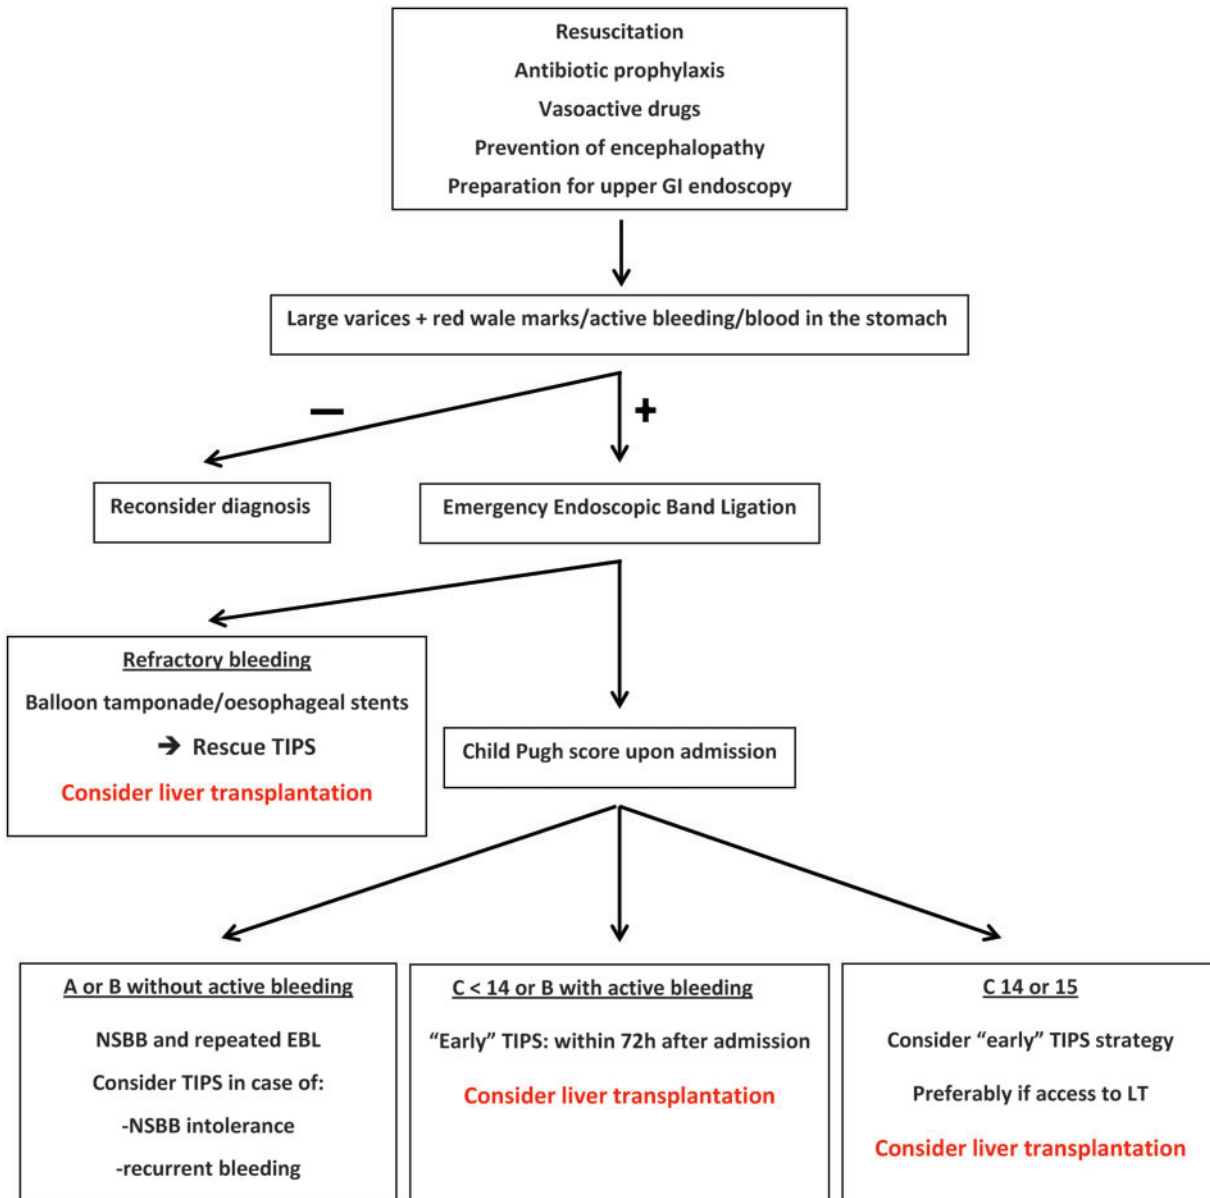 Resuscitation
Antibiotic prophylaxis
Vasoactive drugs
Prevention of encephalopathy
Preparation for upper GI endoscopy
Large varices + red wale marks/active bleeding/blood in the stomach
–
+
Reconsider diagnosis
Emergency Endoscopic Band Ligation
Refractory bleeding
Balloon tamponade/oesophageal stents
➔ Rescue TIPS
Consider liver transplantation
Child Pugh score upon admission
A or B without active bleeding
NSBB and repeated EBL
Consider TIPS in case of:
-NSBB intolerance
-recurrent bleeding
C < 14 or B with active bleeding
“Early” TIPS: within 72h after admission
Consider liver transplantation
C 14 or 15
Consider “early” TIPS strategy
Preferably if access to LT
Consider liver transplantation